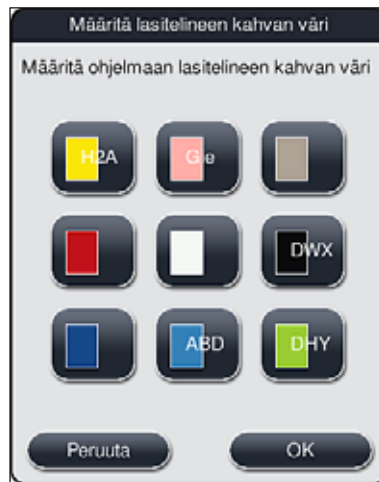 Määritä lasitelineen kahvan väri
Määritä ohjelmaan lasitelineen kahvan väri
H2A Gie
DWX
ABD DHY
Peruuta OK